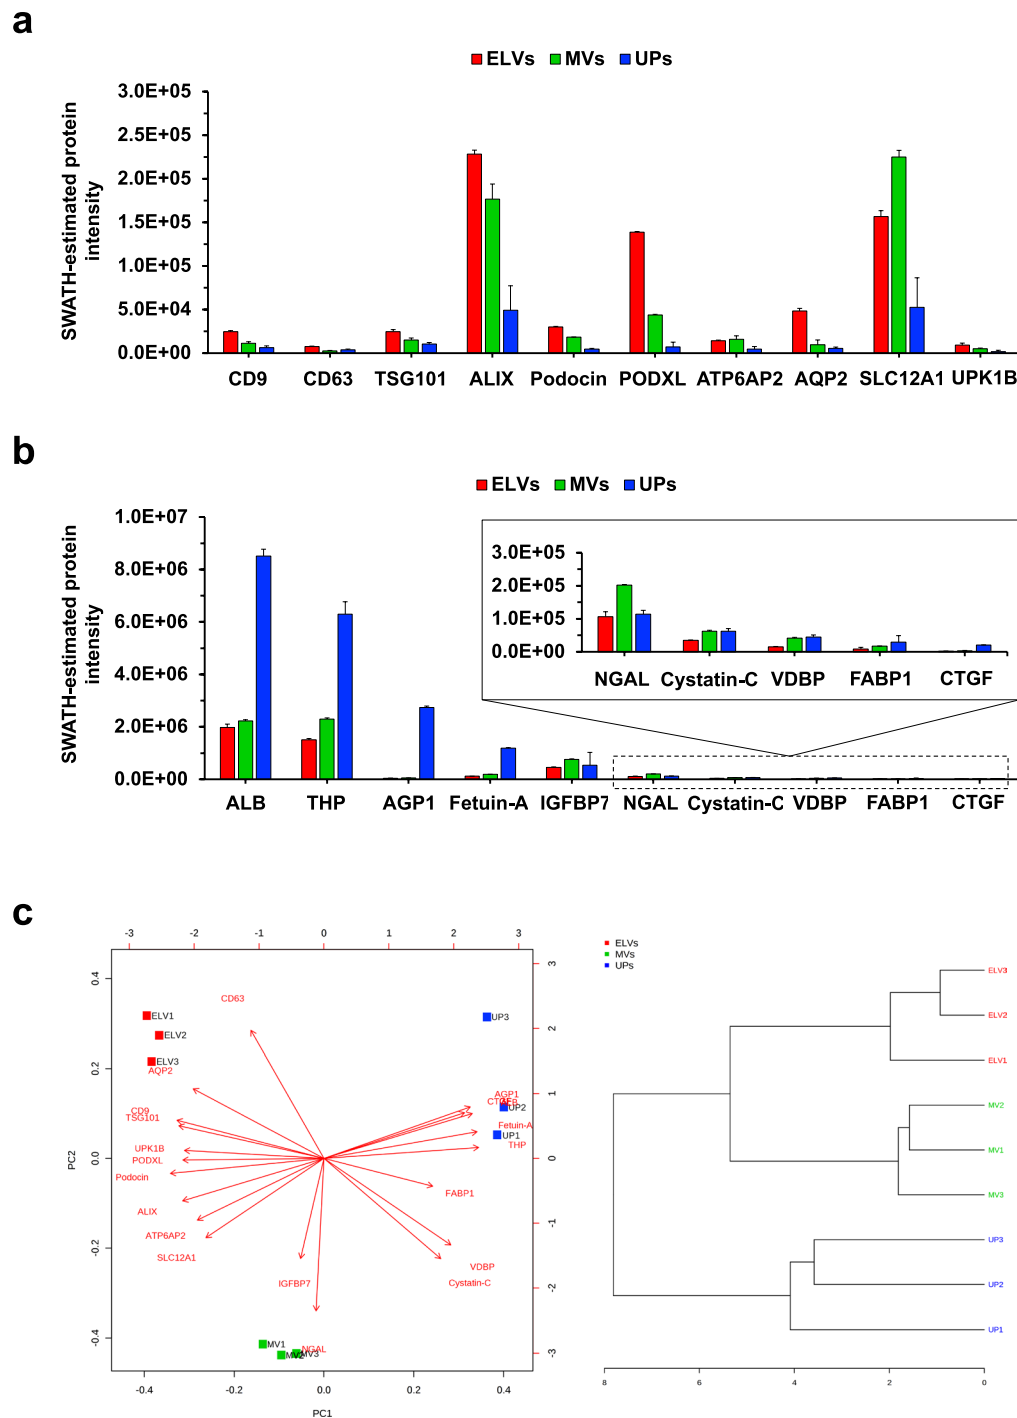 a
ELVs MVs UPs
SWATH-estimated protein
intensity
3.0E+05
2.5E+05
2.0E+05
1.5E+05
1.0E+05
5.0E+04
0.0E+00
CD9 CD63 TSG101 ALIX Podocin PODXL ATP6AP2 AQP2 SLC12A1 UPK1B
b
ELVs MVs UPs
SWATH-estimated protein
intensity
1.0E+07
8.0E+06
6.0E+06
4.0E+06
2.0E+06
0.0E+00
3.0E+05
2.0E+05
1.0E+05
0.0E+00
NGAL Cystatin-C VDBP FABP1 CTGF
ALB THP AGP1 Fetuin-A IGFBP7 NGAL Cystatin-C VDBP FABP1 CTGF
c
-3 -2 -1 0 1 2 3
PC2
0.4
0.2
0.0
-0.2
-0.4
3
2
1
0
-1
-2
-3
CD63
ELV1
ELV2
ELV3
AQP2
CD9
TSG101
UPK1B
PODXL
Podocin
ALIX
ATP6AP2
SLC12A1
IGFBP7
NGAL
MV1
MV2
MV3
UP3
AGP1
UP2
Fetuin-A
UP1
THP
FABP1
VDBP
Cystatin-C
-0.4 -0.2 0.0 0.2 0.4
PC1
ELVs
MVs
UPs
ELV3
ELV2
ELV1
MV2
MV1
MV3
UP3
UP2
UP1
8 6 4 2 0